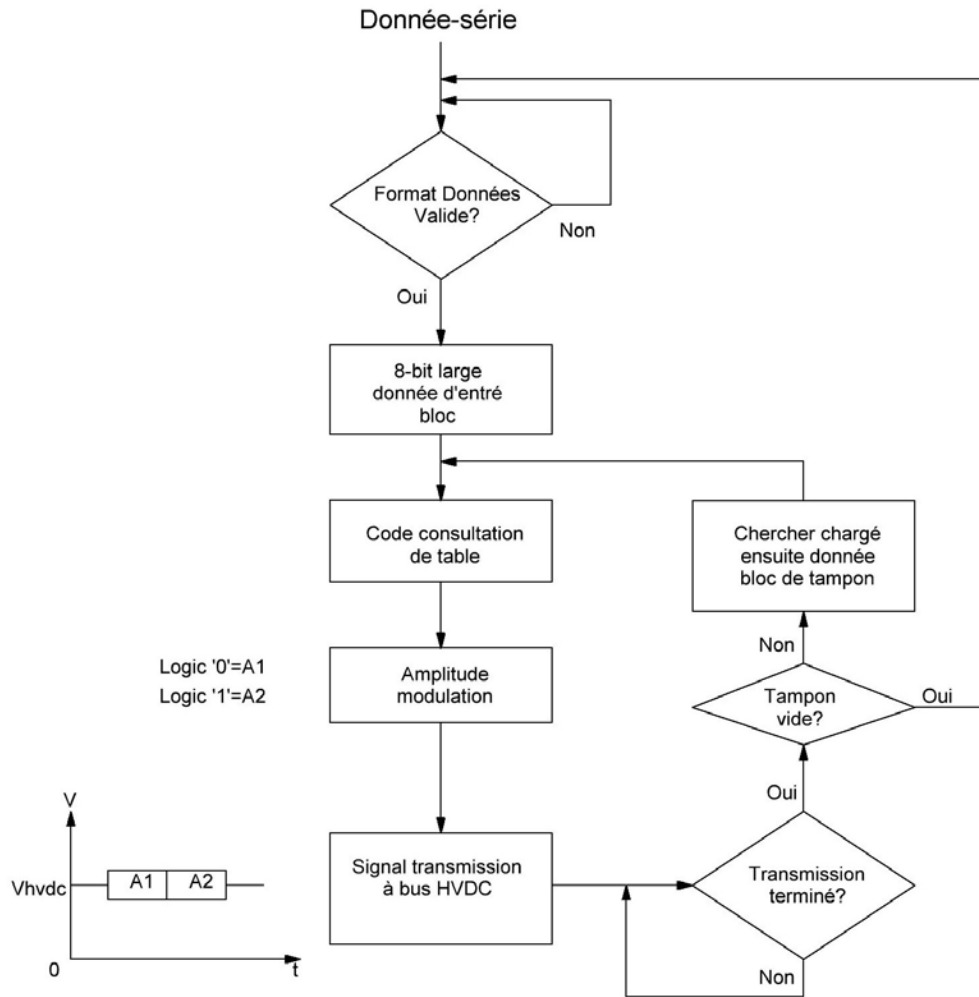 Donnée-série
Format Données
Valide?
Non
Oui
8-bit large
donnée d'entré
bloc
Code consultation
de table
Chercher chargé
ensuite donnée
bloc de tampon
Non
Logic '0'=A1
Logic '1'=A2
Amplitude
modulation
Tampon
vide?
Oui
Oui
V
Vhvdc
A1
A2
0
t
Signal transmission
à bus HVDC
Transmission
terminé?
Non